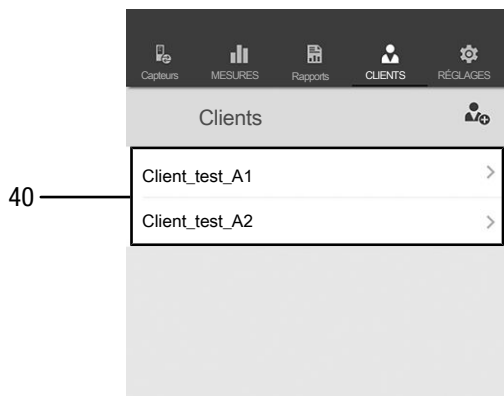 Capteurs MESURES Rapports CLIENTS RÉGLAGES
Clients
Client_test_A1
40
Client_test_A2